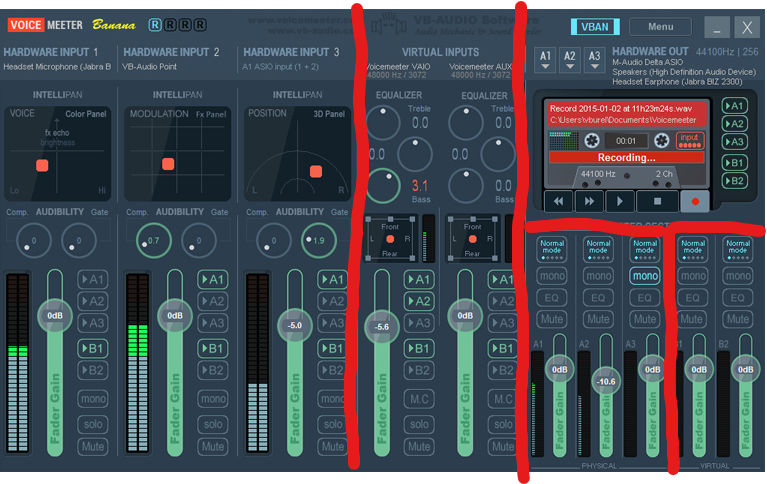 VOICE MEETER Banana R R R R www.voicemeeter.com VB-AUDIO Software VBAN Menu _ X
HARDWARE INPUT 1 HARDWARE INPUT 2 HARDWARE INPUT 3 VIRTUAL INPUTS A1 A2 A3 HARDWARE OUT 44100Hz | 256
Headset Microphone (Jabra B VB-Audio Point A1 ASIO input (1 + 2) Voicemeeter VAIO Voicemeeter AUX M-Audio Delta ASIO
48000 Hz / 3072 48000 Hz / 3072 Speakers (High Definition Audio Device)
Headset Earphone (Jabra BIZ 2300)
INTELLIPAN INTELLIPAN INTELLIPAN EQUALIZER EQUALIZER
VOICE Color Panel MODULATION Fx Panel POSITION 3D Panel Treble Treble
fx echo 0.0 0.0
brightness 0.0 0.0
Lo Hi L R 3.1 0.0
Bass Bass
Record 2015-01-02 at 11h23m24s.wav A1
C:\Users\vburel\Documents\Voicemeeter A2
00:01 input A3
Recording... B1
44100 Hz 2 Ch B2
Comp. AUDIBILITY Gate Comp. AUDIBILITY Gate Comp. AUDIBILITY Gate
0 0 0.7 0 0 1.9
Front Front
L R L R
Rear Rear
Normal mode Normal mode Normal mode Normal mode Normal mode
mono mono mono mono mono
EQ EQ EQ EQ EQ
Mute Mute Mute Mute Mute
A1 A1 A1 A1 A1
A2 A2 A2 A2 A2
A3 A3 A3 A3 A3
B1 B1 B1 B1 B1
B2 B2 B2 B2 B2
0dB 0dB -5.0 -5.6 0dB
mono mono mono M.C M.C
solo solo solo solo solo
Mute Mute Mute Mute Mute
Fader Gain Fader Gain Fader Gain Fader Gain Fader Gain
A1 A2 A3 B1 B2
0dB -10.6 0dB 0dB 0dB
Fader Gain Fader Gain Fader Gain Fader Gain Fader Gain
PHYSICAL VIRTUAL